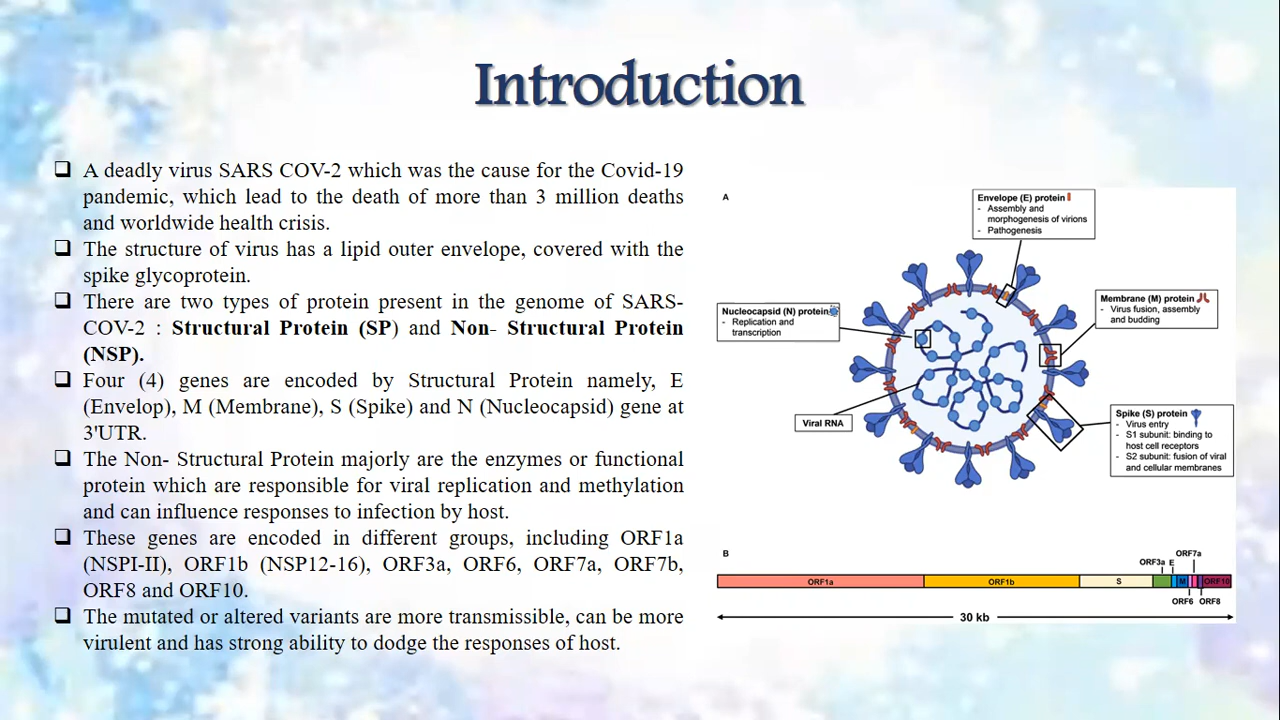 Introduction
❑ A deadly virus SARS COV-2 which was the cause for the Covid-19
pandemic, which lead to the death of more than 3 million deaths
and worldwide health crisis.
❑ The structure of virus has a lipid outer envelope, covered with the
spike glycoprotein.
❑ There are two types of protein present in the genome of SARS-
COV-2 : Structural Protein (SP) and Non- Structural Protein
(NSP).
❑ Four (4) genes are encoded by Structural Protein namely, E
(Envelop), M (Membrane), S (Spike) and N (Nucleocapsid) gene at
3'UTR.
❑ The Non- Structural Protein majorly are the enzymes or functional
protein which are responsible for viral replication and methylation
and can influence responses to infection by host.
❑ These genes are encoded in different groups, including ORF1a
(NSPI-II), ORF1b (NSP12-16), ORF3a, ORF6, ORF7a, ORF7b,
ORF8 and ORF10.
❑ The mutated or altered variants are more transmissible, can be more
virulent and has strong ability to dodge the responses of host.
A
Envelope (E) protein
- Assembly and
morphogenesis of virions
- Pathogenesis
Nucleocapsid (N) protein
- Replication and
transcription
Membrane (M) protein
- Virus fusion, assembly
and budding
Viral RNA
Spike (S) protein
- Virus entry
- S1 subunit: binding to
host cell receptors
- S2 subunit: fusion of viral
and cellular membranes
B
ORF7a
ORF3a E
ORF1a ORF1b S M ORF10
ORF6 ORF8
30 kb